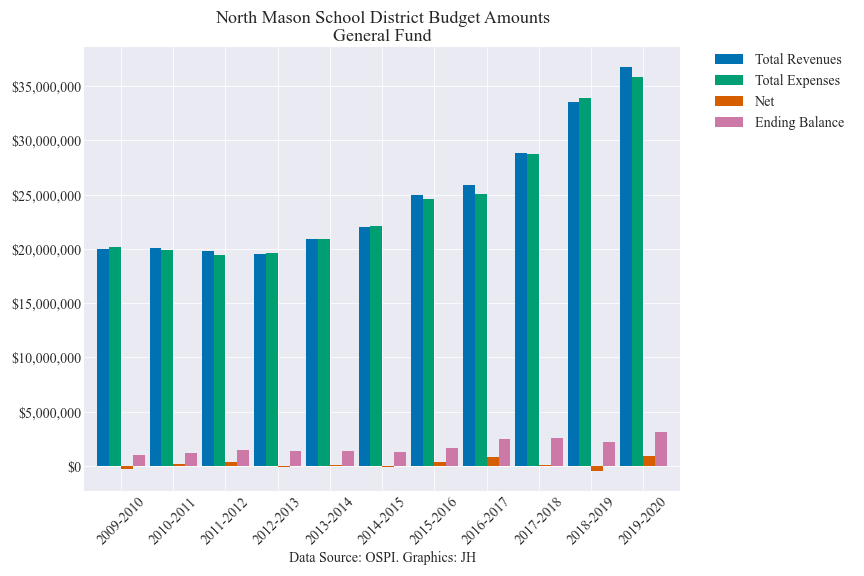 North Mason School District Budget Amounts
General Fund
Total Revenues
Total Expenses
Net
Ending Balance
$35,000,000
$30,000,000
$25,000,000
$20,000,000
$15,000,000
$10,000,000
$5,000,000
$0
2009-2010
2010-2011
2011-2012
2012-2013
2013-2014
2014-2015
2015-2016
2016-2017
2017-2018
2018-2019
2019-2020
Data Source: OSPI. Graphics: JH